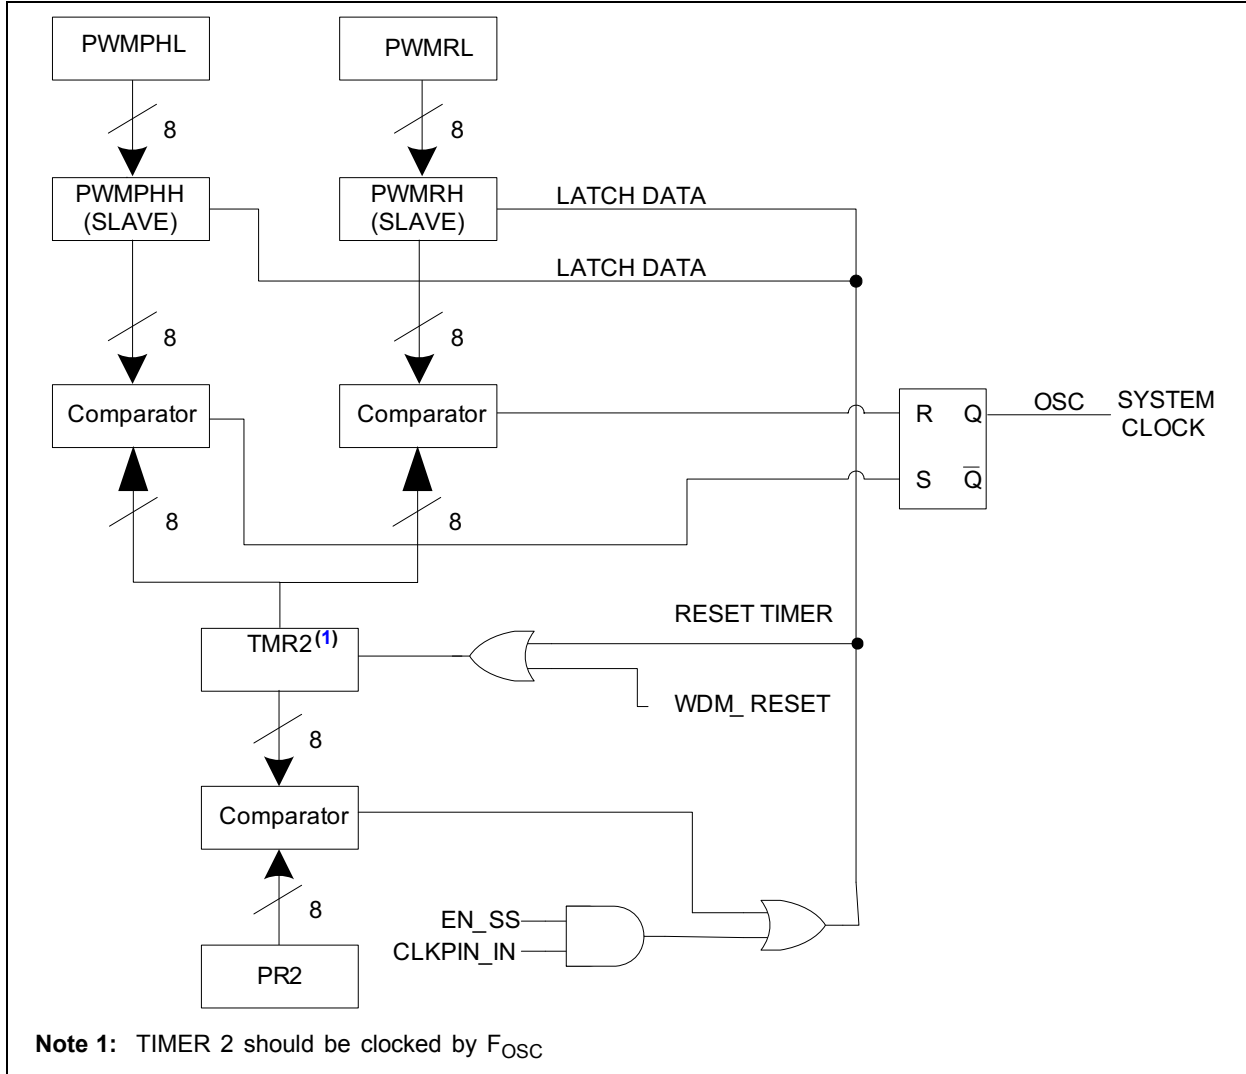 PWMPHL
PWMRL
8
8
PWMPHH
(SLAVE)
PWMRH
(SLAVE)
LATCH DATA
LATCH DATA
8
8
Comparator
Comparator
R Q
S Q̅
OSC
SYSTEM
CLOCK
8
8
RESET TIMER
TMR2(1)
WDM_ RESET
8
Comparator
8
EN_SS
CLKPIN_IN
PR2
Note 1: TIMER 2 should be clocked by FOSC